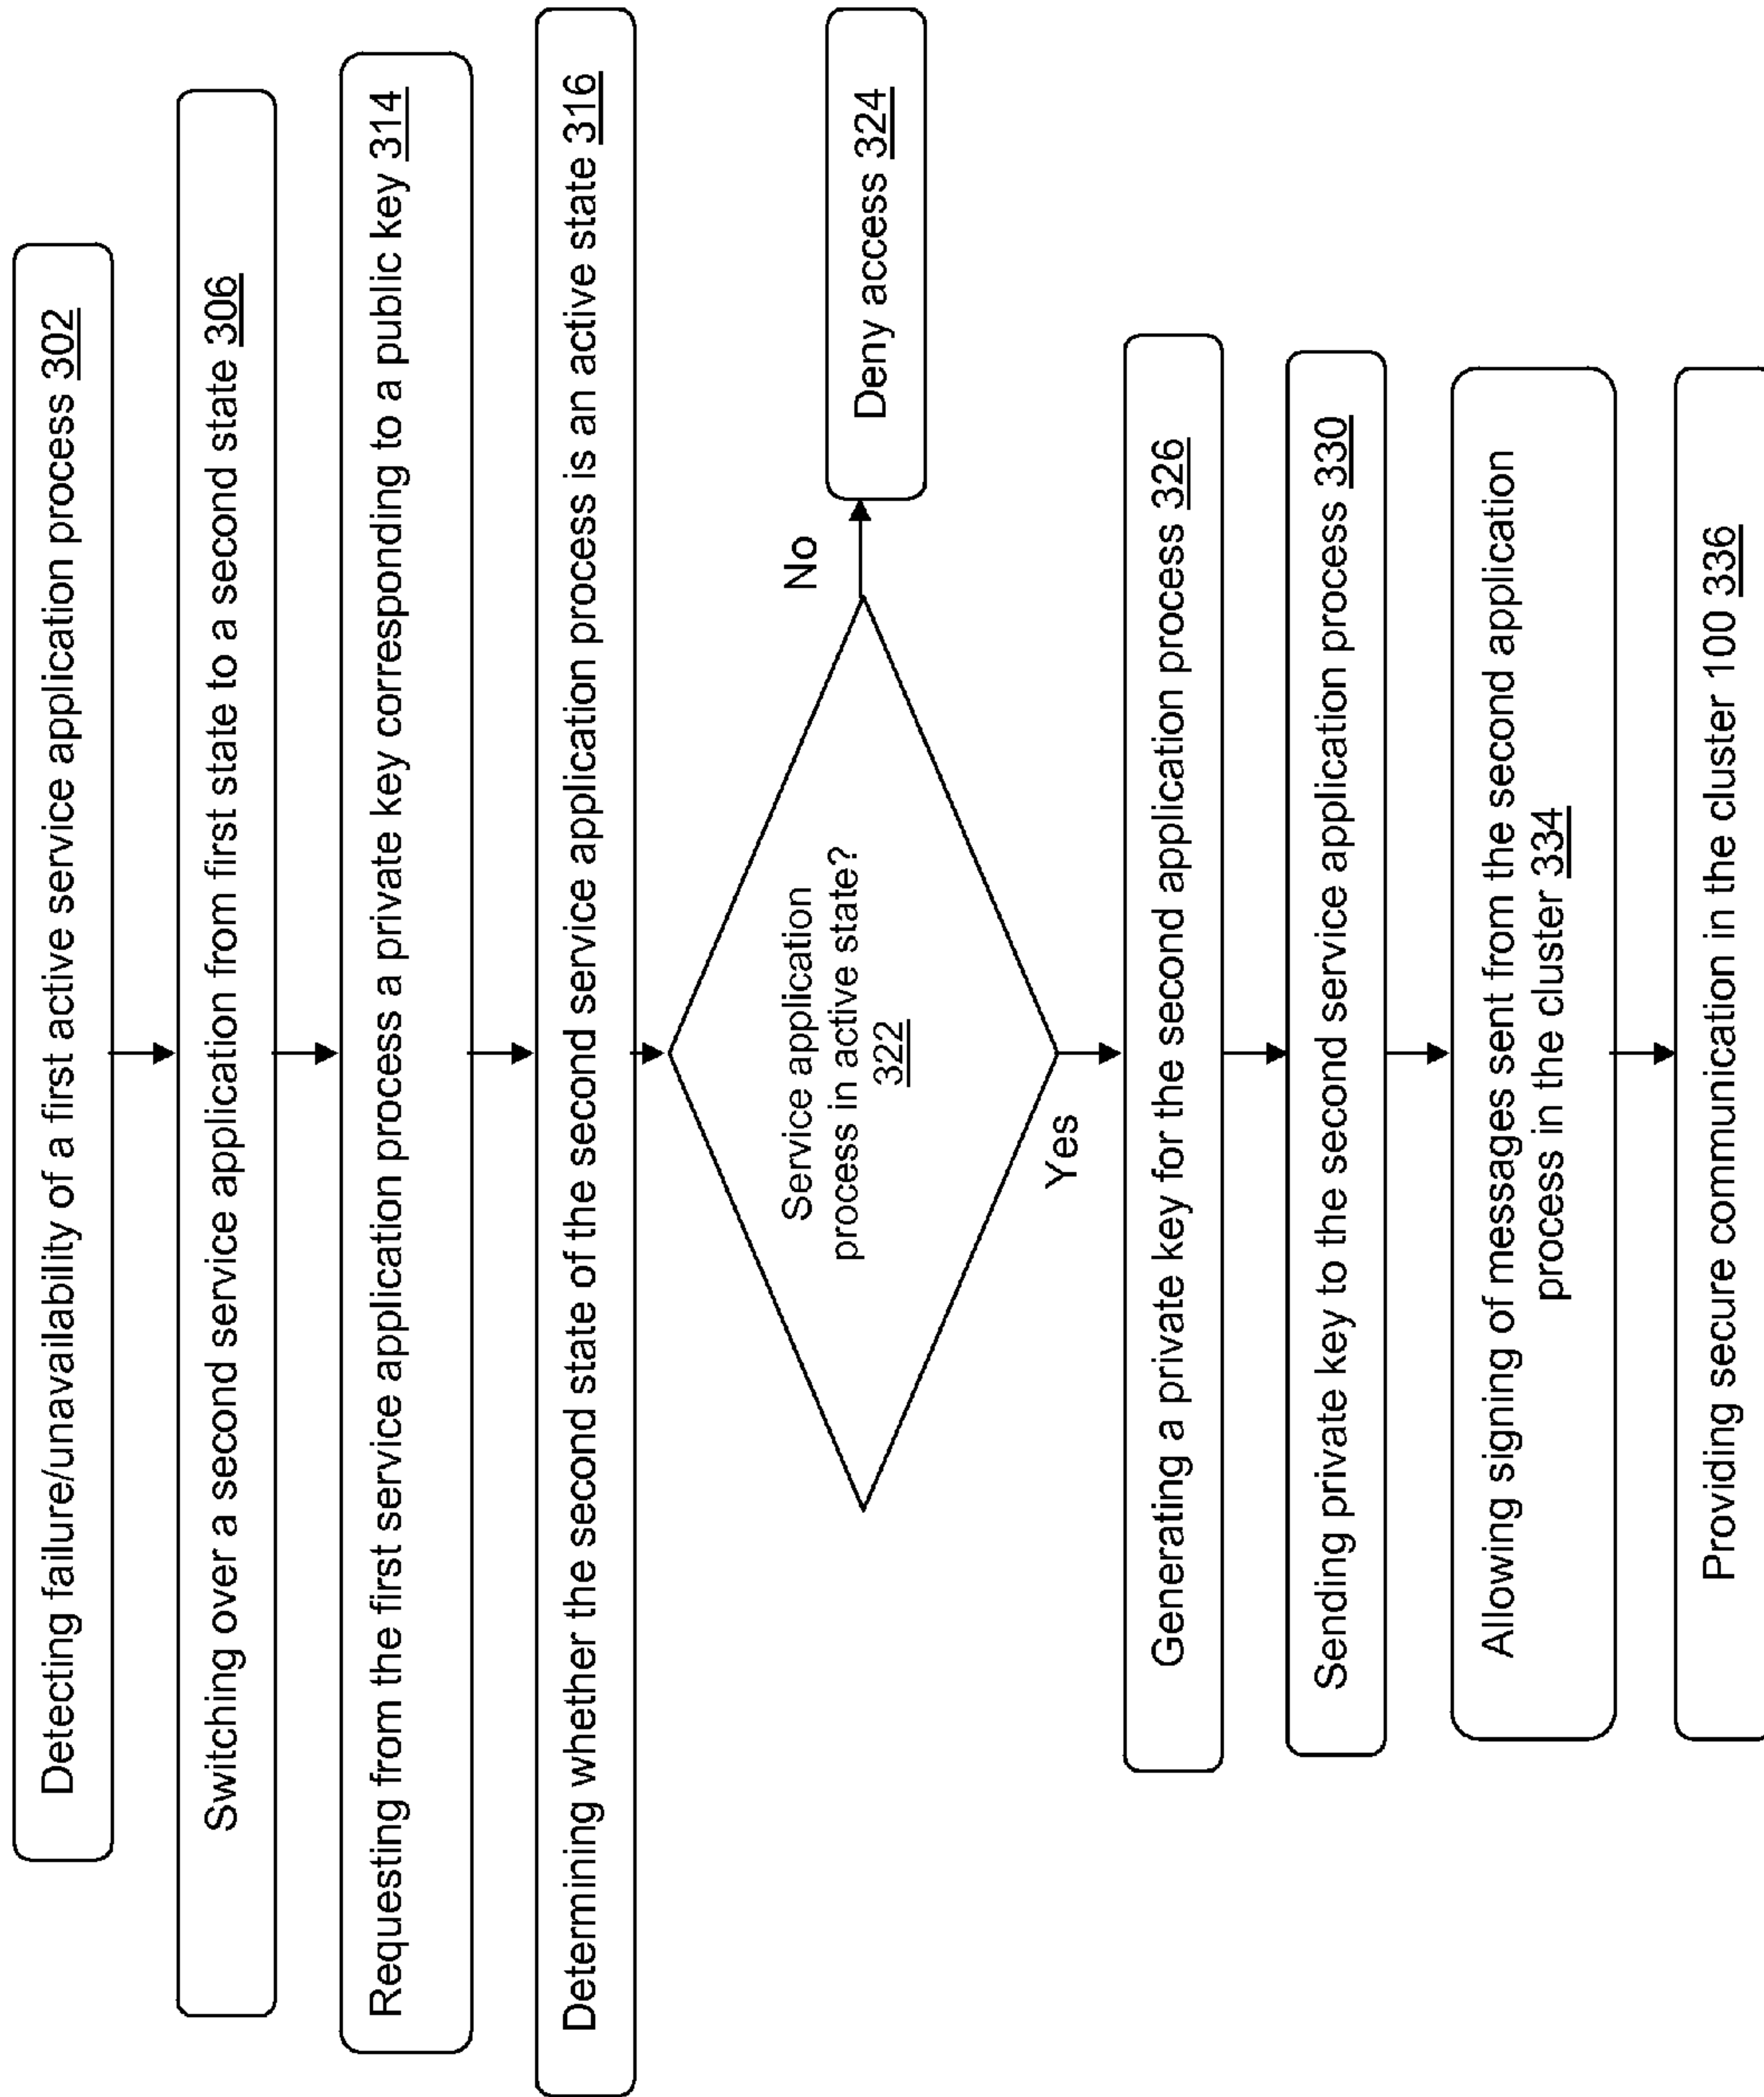 Detecting failure/unavailability of a first active service application process 302
Switching over a second service application from first state to a second state 306
Requesting from the first service application process a private key corresponding to a public key 314
Determining whether the second state of the second service application process is an active state 316
Service application
process in active state?
322
No
Deny access 324
Yes
Generating a private key for the second application process 326
Sending private key to the second service application process 330
Allowing signing of messages sent from the second application
process in the cluster 334
Providing secure communication in the cluster 100 336